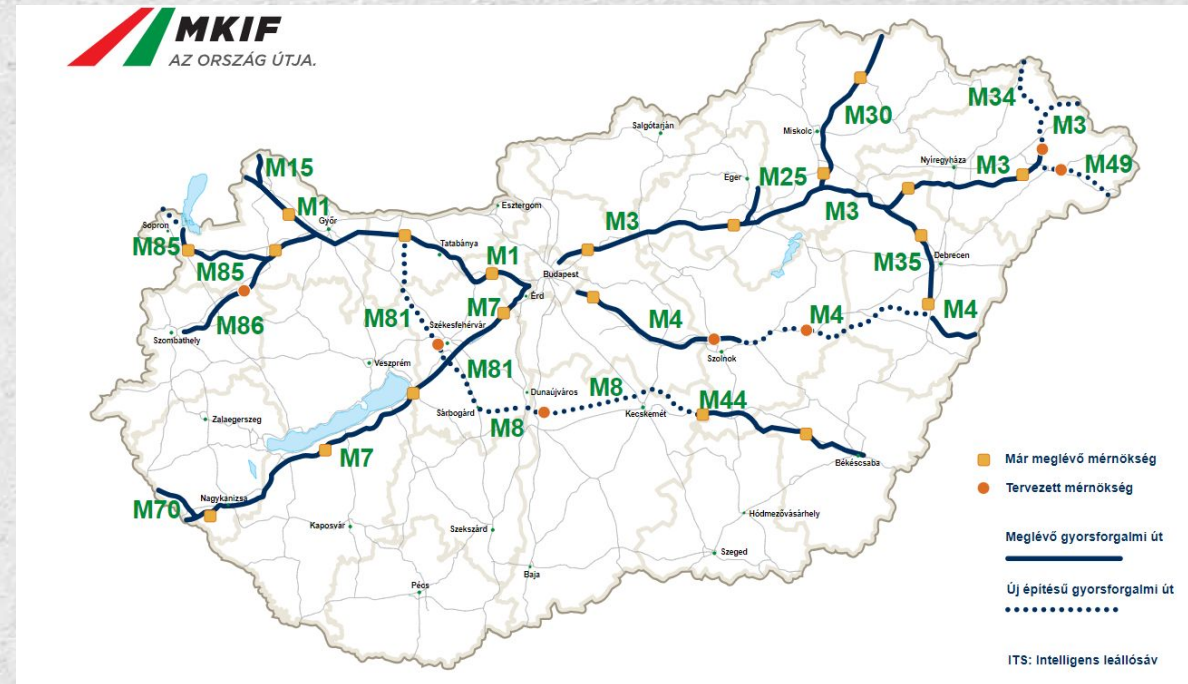 MKIF
AZ ORSZÁG ÚTJA.
M30
M34
M3
Salgótarján
Miskolc
Nyíregyháza
M3
M49
M15
Eger
M25
M1
Győr
Esztergom
M3
M3
Sopron
M85
M85
Tatabánya
M1
Budapest
M35
Debrecen
Érd
M86
M81
M7
Székesfehérvár
M4
M4
M4
Szombathely
Szolnok
Veszprém
M81
Dunaújváros
M8
M44
Zalaegerszeg
Sárbogárd
M8
Kecskemét
M7
Békéscsaba
M70
Nagykanizsa
Kaposvár
Szekszárd
Hódmezővásárhely
Szeged
Baja
Pécs
Már meglévő mérnökség
Tervezett mérnökség
Meglévő gyorsforgalmi út
Új építésű gyorsforgalmi út
ITS: Intelligens leállósáv